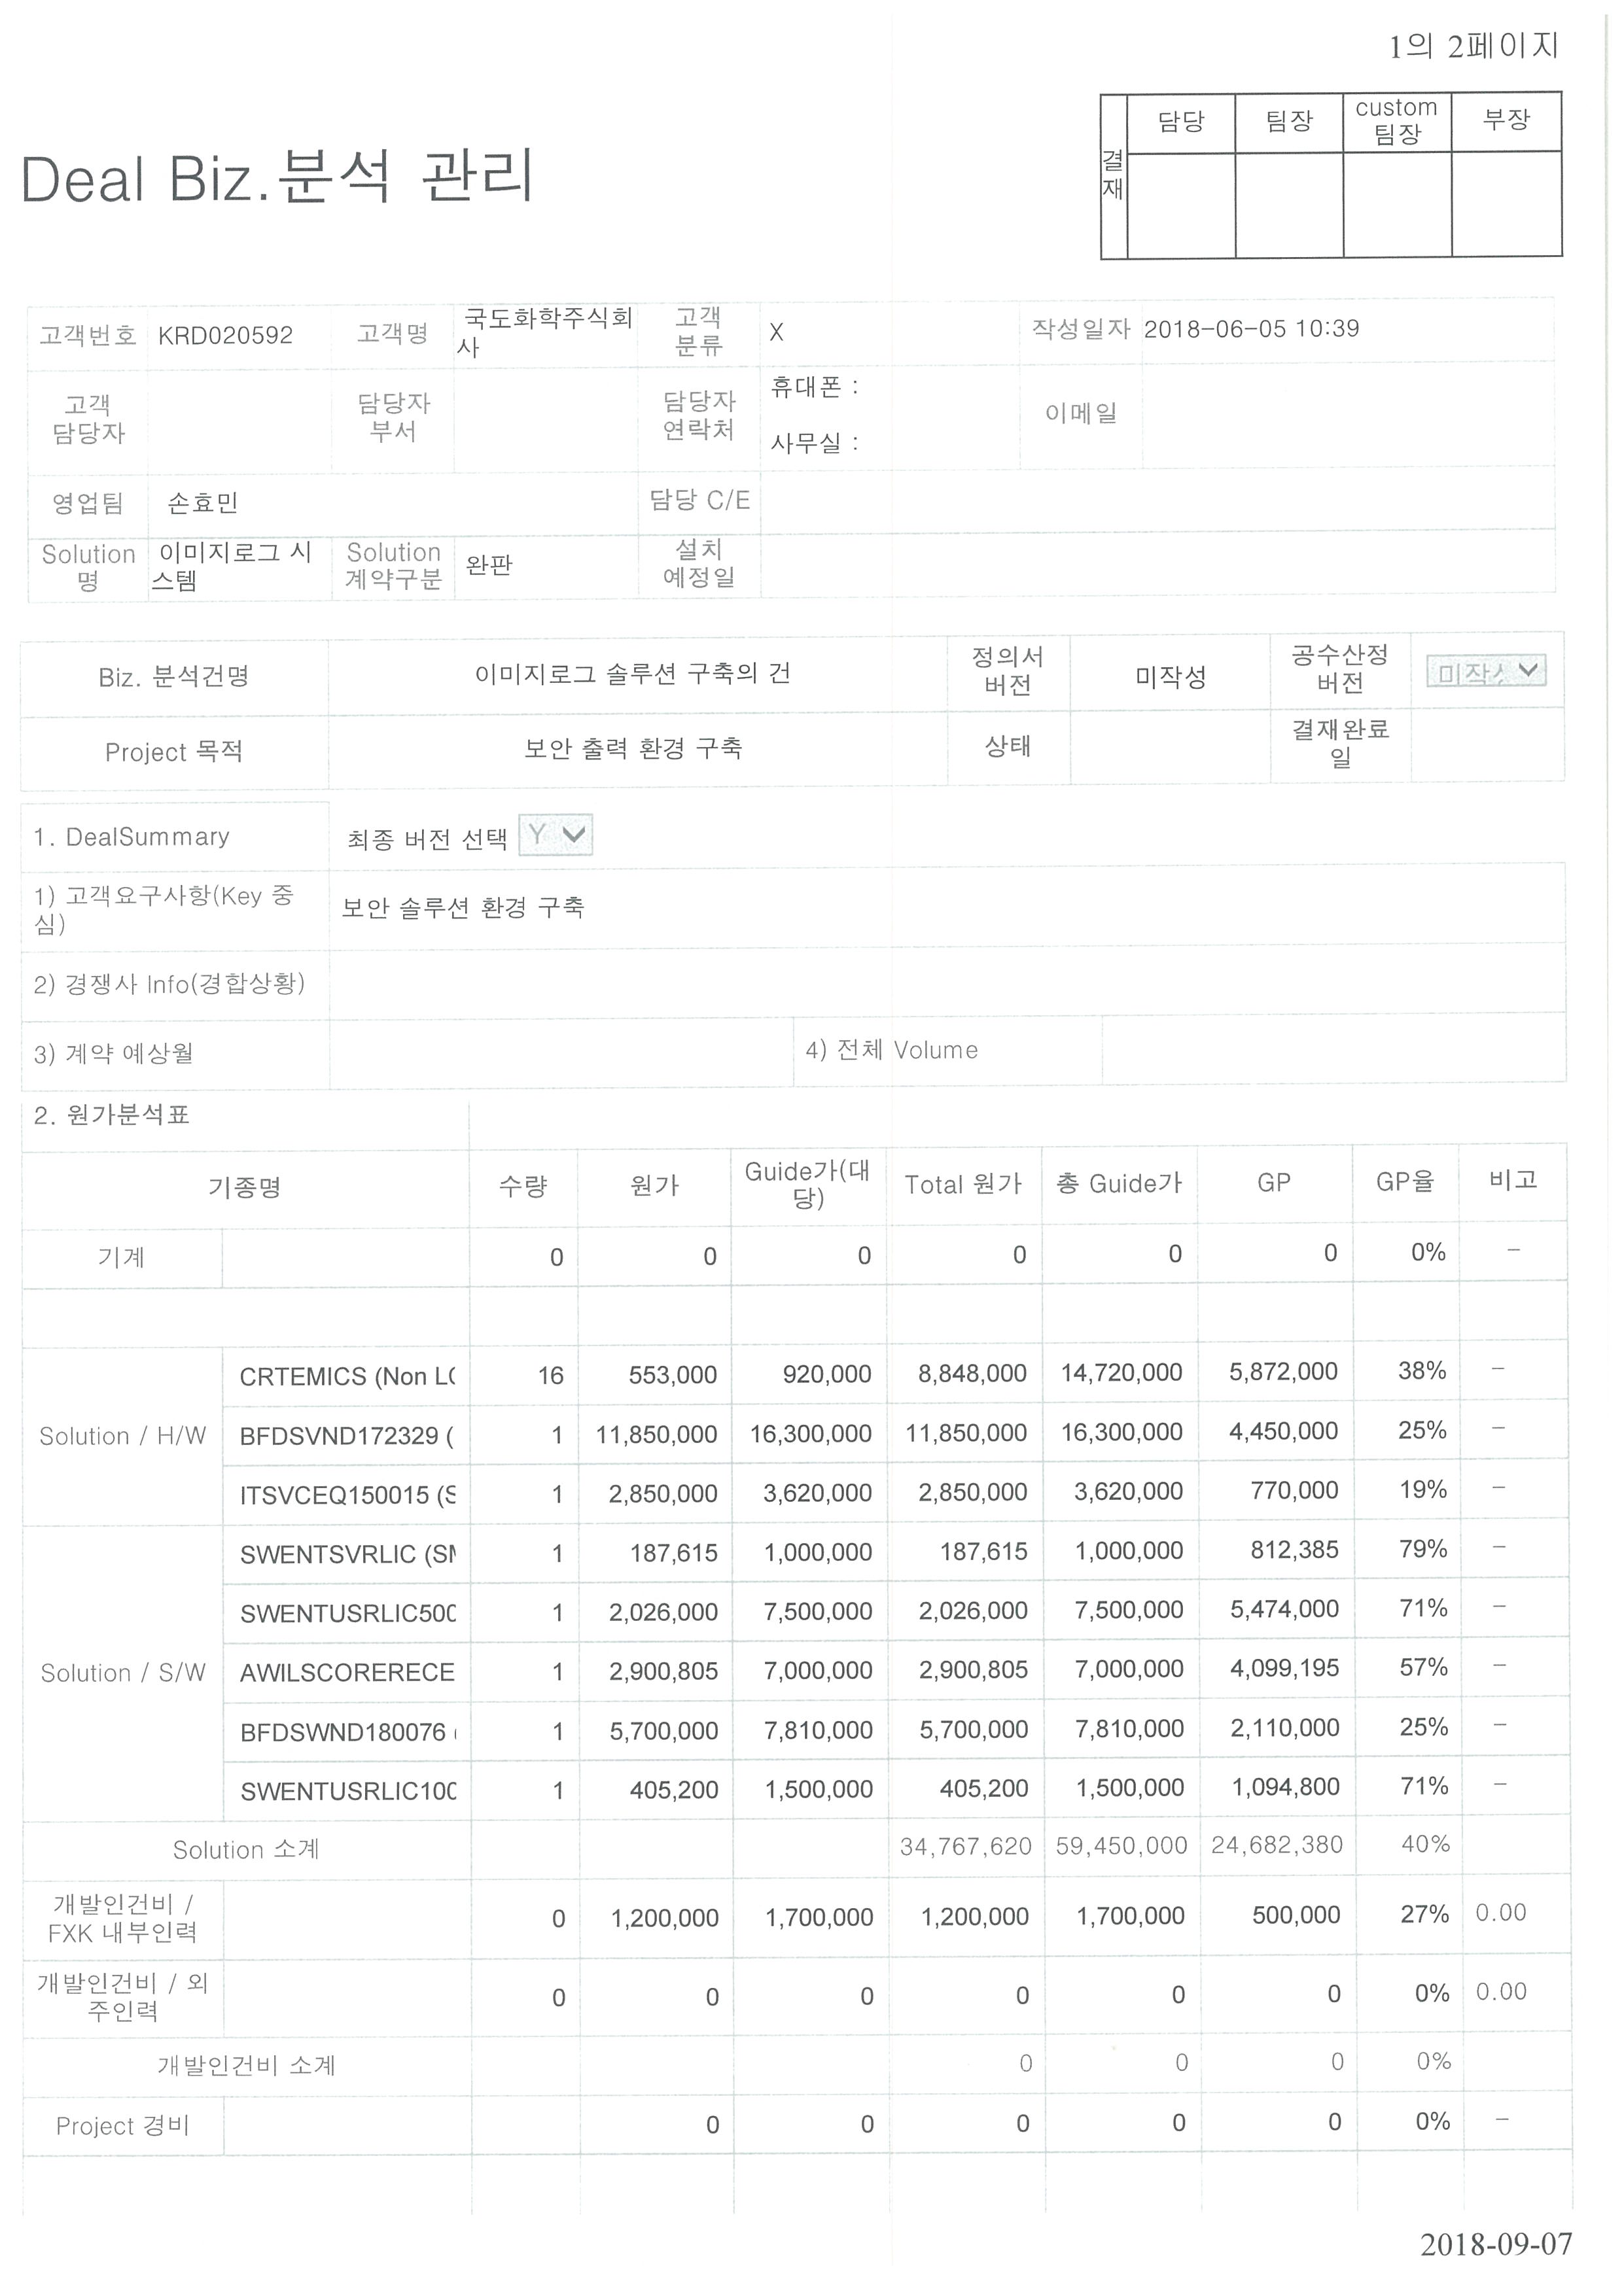 1의 2페이지
담당 팀장 custom 팀장 부장
결재
Deal Biz.분석 관리
고객번호 KRD020592 고객명 국도화학주식회사 고객 분류 X 작성일자 2018-06-05 10:39
고객 담당자 담당자 부서 담당자 연락처 휴대폰 : 사무실 : 이메일
영업팀 손효민 담당 C/E
Solution 명 이미지로그 시스템 Solution 계약구분 완판 설치 예정일
Biz. 분석건명 이미지로그 솔루션 구축의 건 정의서 버전 미작성 공수산정 버전 미작성
Project 목적 보안 출력 환경 구축 상태 결재완료일
1. DealSummary 최종 버전 선택 Y
1) 고객요구사항(Key 중심) 보안 솔루션 환경 구축
2) 경쟁사 Info(경합상황)
3) 계약 예상월 4) 전체 Volume
2. 원가분석표
기종명 수량 원가 Guide가(대당) Total 원가 총 Guide가 GP GP율 비고
기계 0 0 0 0 0 0 0% -
Solution / H/W
CRTEMICS (Non LC 16 553,000 920,000 8,848,000 14,720,000 5,872,000 38% -
BFDSVND172329 ( 1 11,850,000 16,300,000 11,850,000 16,300,000 4,450,000 25% -
ITSVCEQ150015 (S 1 2,850,000 3,620,000 2,850,000 3,620,000 770,000 19% -
Solution / S/W
SWENTSVRLIC (SM 1 187,615 1,000,000 187,615 1,000,000 812,385 79% -
SWENTUSRLIC500 1 2,026,000 7,500,000 2,026,000 7,500,000 5,474,000 71% -
AWILSCORERECE 1 2,900,805 7,000,000 2,900,805 7,000,000 4,099,195 57% -
BFDSWND180076 ( 1 5,700,000 7,810,000 5,700,000 7,810,000 2,110,000 25% -
SWENTUSRLIC100 1 405,200 1,500,000 405,200 1,500,000 1,094,800 71% -
Solution 소계 34,767,620 59,450,000 24,682,380 40%
개발인건비 / FXK 내부인력 0 1,200,000 1,700,000 1,200,000 1,700,000 500,000 27% 0.00
개발인건비 / 외주인력 0 0 0 0 0 0 0% 0.00
개발인건비 소계 0 0 0 0%
Project 경비 0 0 0 0 0 0% -
2018-09-07